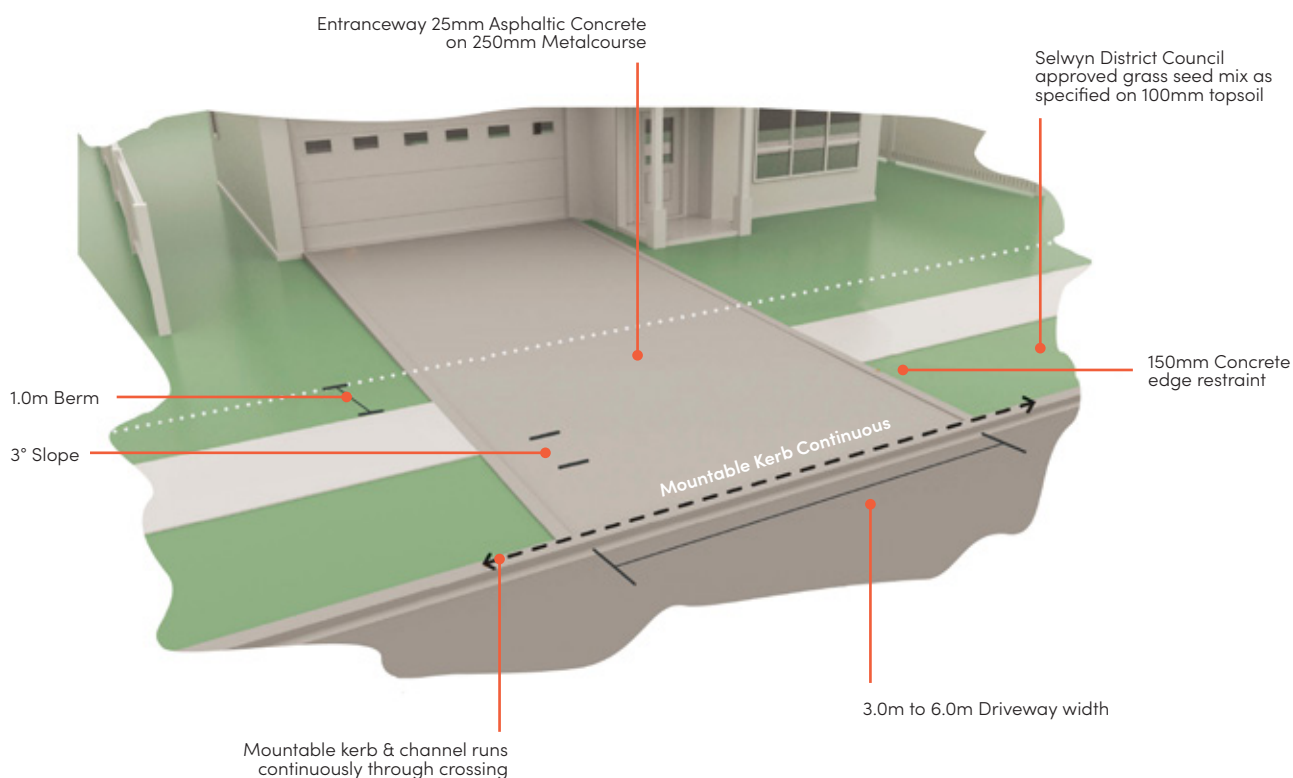 Entranceway 25mm Asphaltic Concrete
on 250mm Metalcourse
Selwyn District Council
approved grass seed mix as
specified on 100mm topsoil
150mm Concrete
edge restraint
1.0m Berm
3° Slope
Mountable Kerb Continuous
3.0m to 6.0m Driveway width
Mountable kerb & channel runs
continuously through crossing